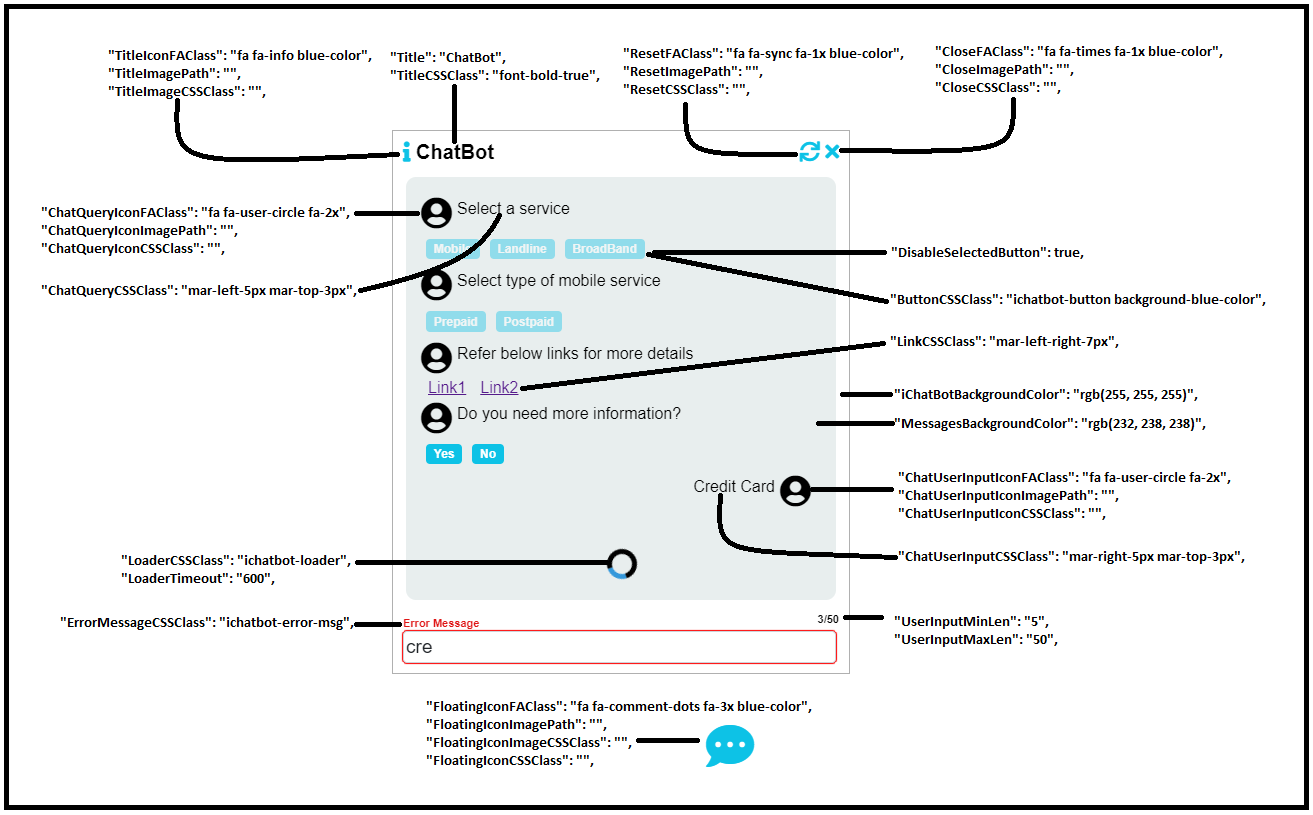 "TitleIconFAClass": "fa fa-info blue-color",
"TitleImagePath": "",
"TitleImageCSSClass": "",
"Title": "ChatBot",
"TitleCSSClass": "font-bold-true",
"ResetFAClass": "fa fa-sync fa-1x blue-color",
"ResetImagePath": "",
"ResetCSSClass": "",
"CloseFAClass": "fa fa-times fa-1x blue-color",
"CloseImagePath": "",
"CloseCSSClass": "",
ChatBot
"ChatQueryIconFAClass": "fa fa-user-circle fa-2x",
"ChatQueryIconImagePath": "",
"ChatQueryIconCSSClass": "",
"ChatQueryCSSClass": "mar-left-5px mar-top-3px",
Select a service
Mobile Landline BroadBand
Select type of mobile service
Prepaid Postpaid
Refer below links for more details
Link1 Link2
Do you need more information?
Yes No
Credit Card
"DisableSelectedButton": true,
"ButtonCSSClass": "ichatbot-button background-blue-color",
"LinkCSSClass": "mar-left-right-7px",
"iChatBotBackgroundColor": "rgb(255, 255, 255)",
"MessagesBackgroundColor": "rgb(232, 238, 238)",
"ChatUserInputIconFAClass": "fa fa-user-circle fa-2x",
"ChatUserInputIconImagePath": "",
"ChatUserInputIconCSSClass": "",
"ChatUserInputCSSClass": "mar-right-5px mar-top-3px",
"LoaderCSSClass": "ichatbot-loader",
"LoaderTimeout": "600",
"ErrorMessageCSSClass": "ichatbot-error-msg",
Error Message
3/50
cre
"UserInputMinLen": "5",
"UserInputMaxLen": "50",
"FloatingIconFAClass": "fa fa-comment-dots fa-3x blue-color",
"FloatingIconImagePath": "",
"FloatingIconImageCSSClass": "",
"FloatingIconCSSClass": "",